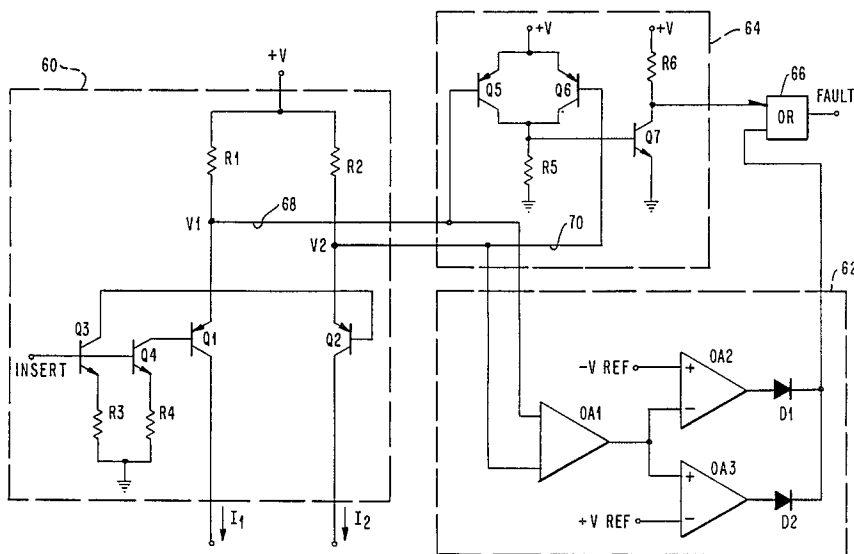 +V
+V
64
60
+V
R6
66
Q5
Q6
OR
FAULT
R1
R2
Q7
R5
68
V1
70
V2
62
Q3
Q4
Q1
Q2
INSERT
-V REF
+
-
OA2
D1
OA1
R3
R4
+
-
OA3
D2
+V REF
I1
I2